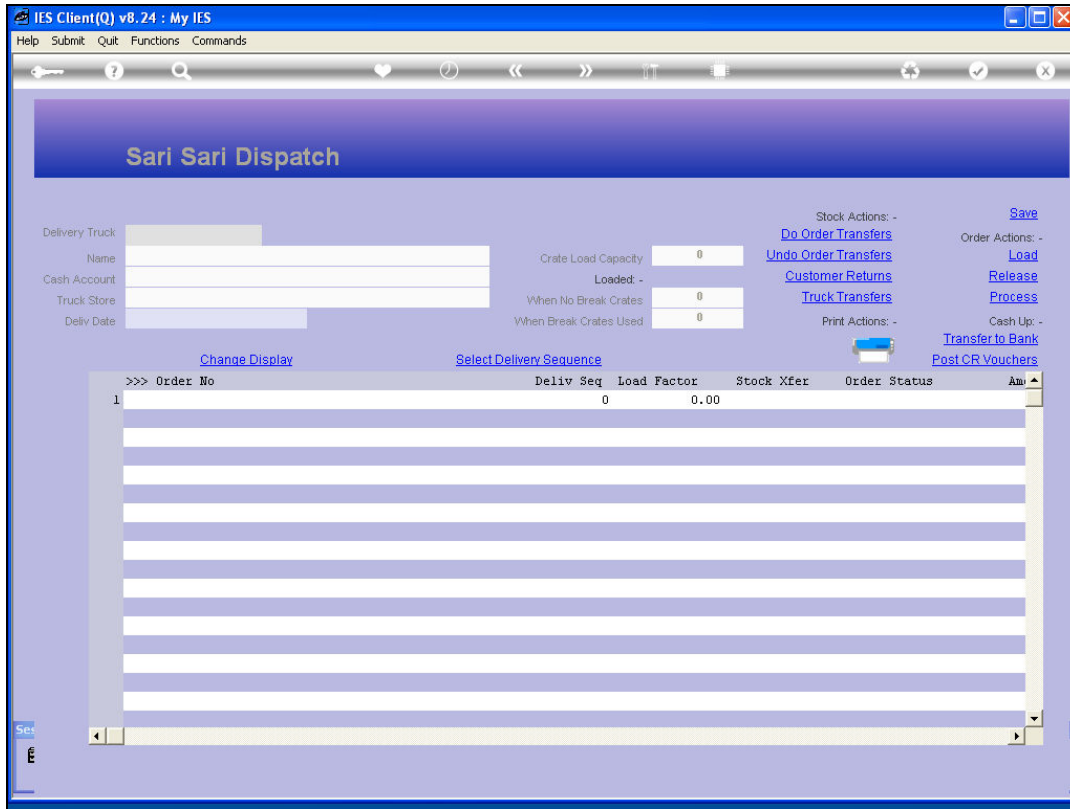 IES Client(Q) v8.24 : My IES
Help Submit Quit Functions Commands
Sari Sari Dispatch
Stock Actions: - Save
Delivery Truck Do Order Transfers Order Actions: -
Name Crate Load Capacity 0 Undo Order Transfers Load
Cash Account Loaded: - Customer Returns Release
Truck Store When No Break Crates 0 Truck Transfers Process
Deliv Date When Break Crates Used 0 Print Actions: - Cash Up: -
Transfer to Bank
Change Display Select Delivery Sequence Post CR Vouchers
>>> Order No Deliv Seq Load Factor Stock Xfer Order Status Am
1 0 0.00
Ses